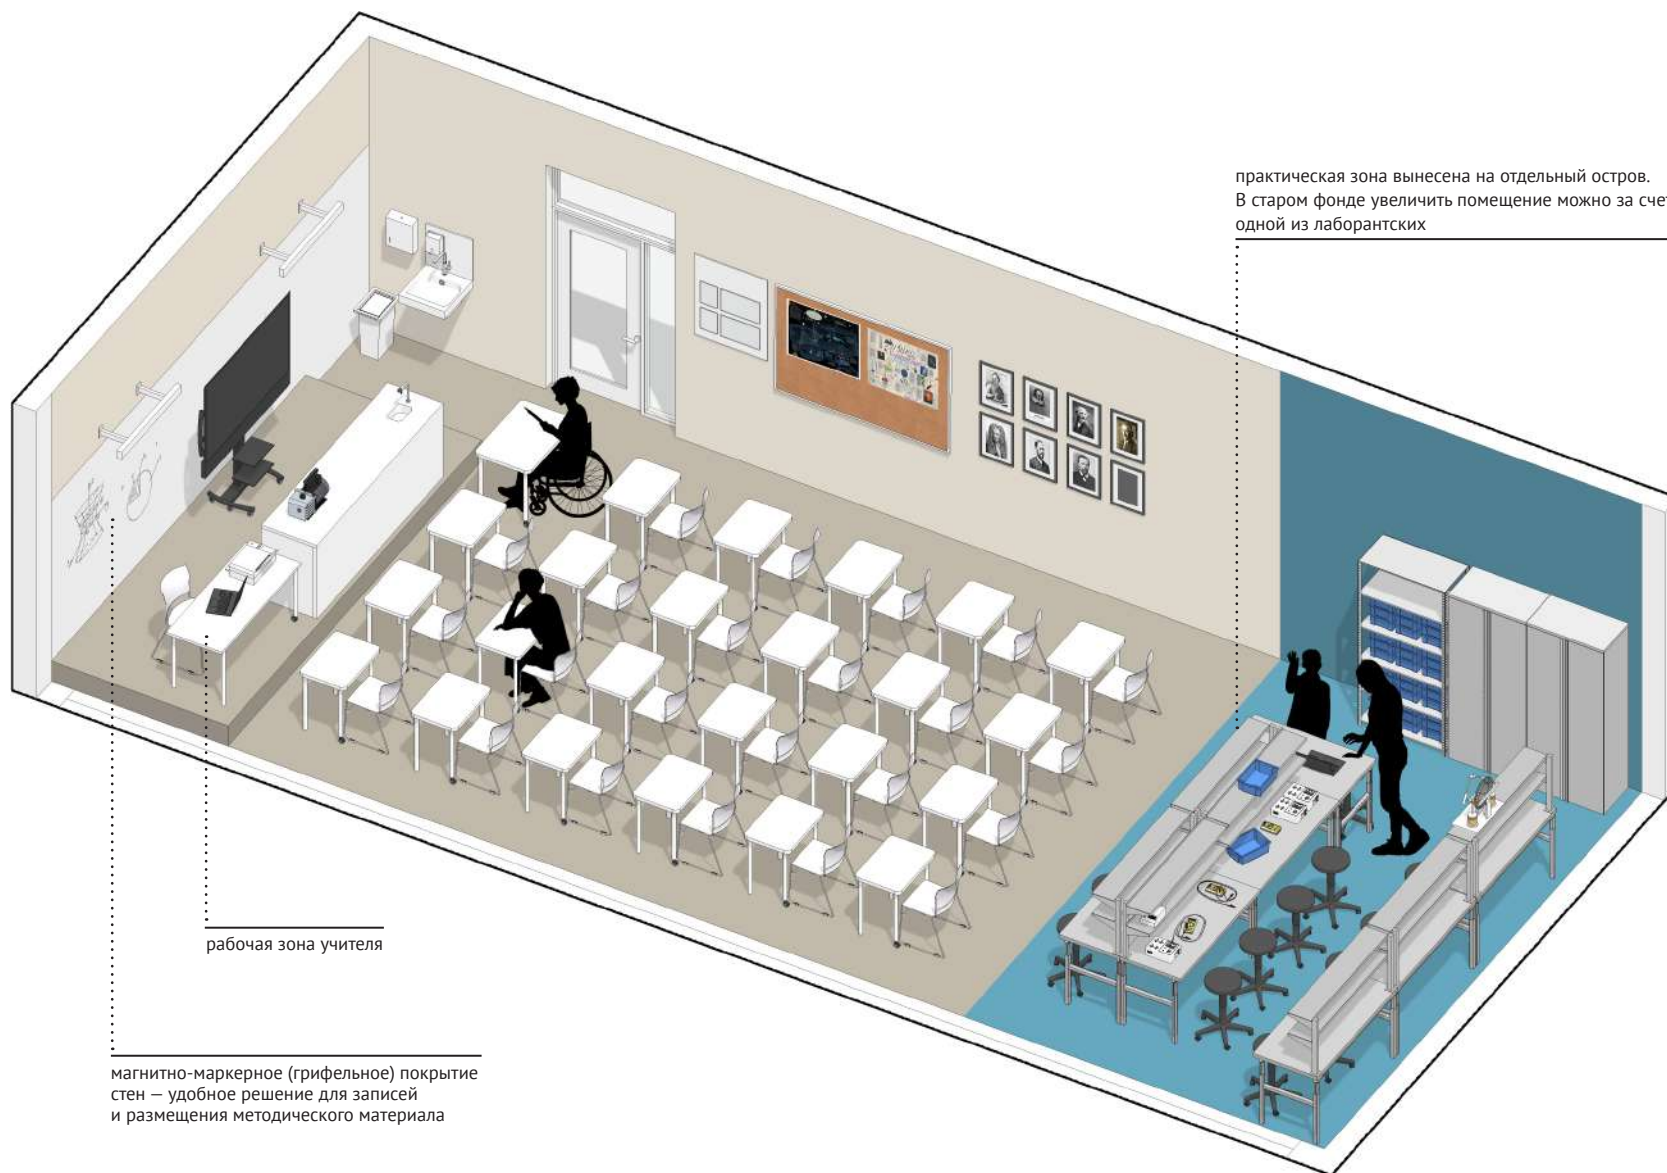 практическая зона вынесена на отдельный остров.
В старом фонде увеличить помещение можно за счет
одной из лаборантских
рабочая зона учителя
магнитно-маркерное (грифельное) покрытие
стен — удобное решение для записей
и размещения методического материала